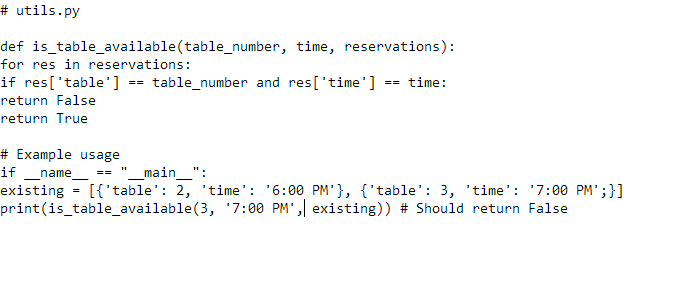 # utils.py
def is_table_available(table_number, time, reservations):
for res in reservations:
if res['table'] == table_number and res['time'] == time:
return False
return True
# Example usage
if __name__ == "__main__":
existing = [{'table': 2, 'time': '6:00 PM'}, {'table': 3, 'time': '7:00 PM';}]
print(is_table_available(3, '7:00 PM', existing)) # Should return False